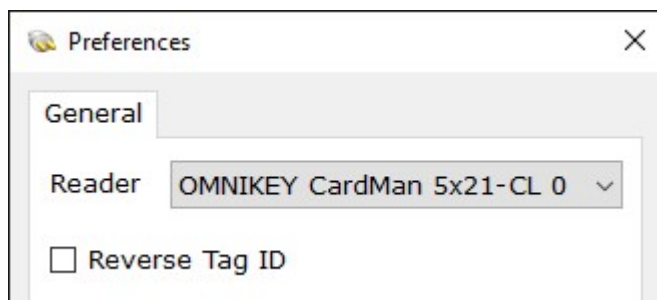 Preferences
General
Reader OMNIKEY CardMan 5x21-CL 0
Reverse Tag ID